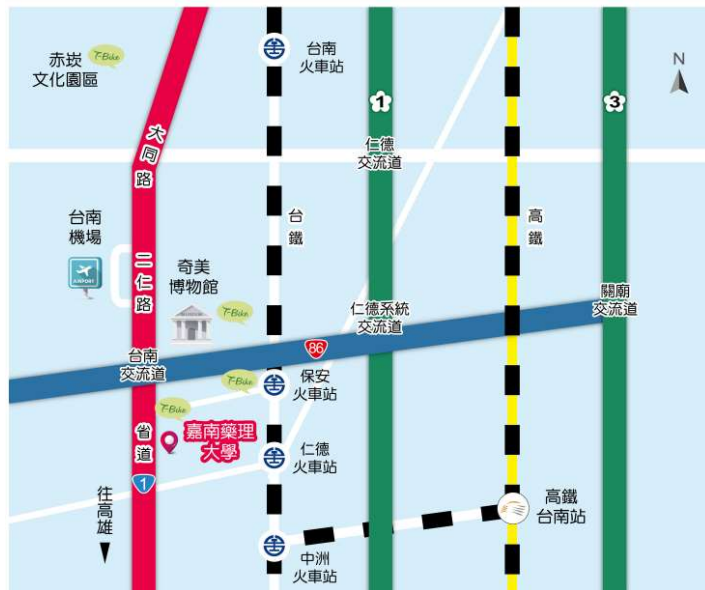 赤崁
文化園區
T-Bike
台南
火車站
N
1
3
大同路
仁德
交流道
台南
機場
AIRPORT
二仁路
奇美
博物館
T-Bike
台鐵
高鐵
仁德系統
交流道
關廟
交流道
86
台南
交流道
T-Bike
保安
火車站
T-Bike
省道
嘉南藥理
大學
仁德
火車站
1
往高雄
高鐵
台南站
中洲
火車站